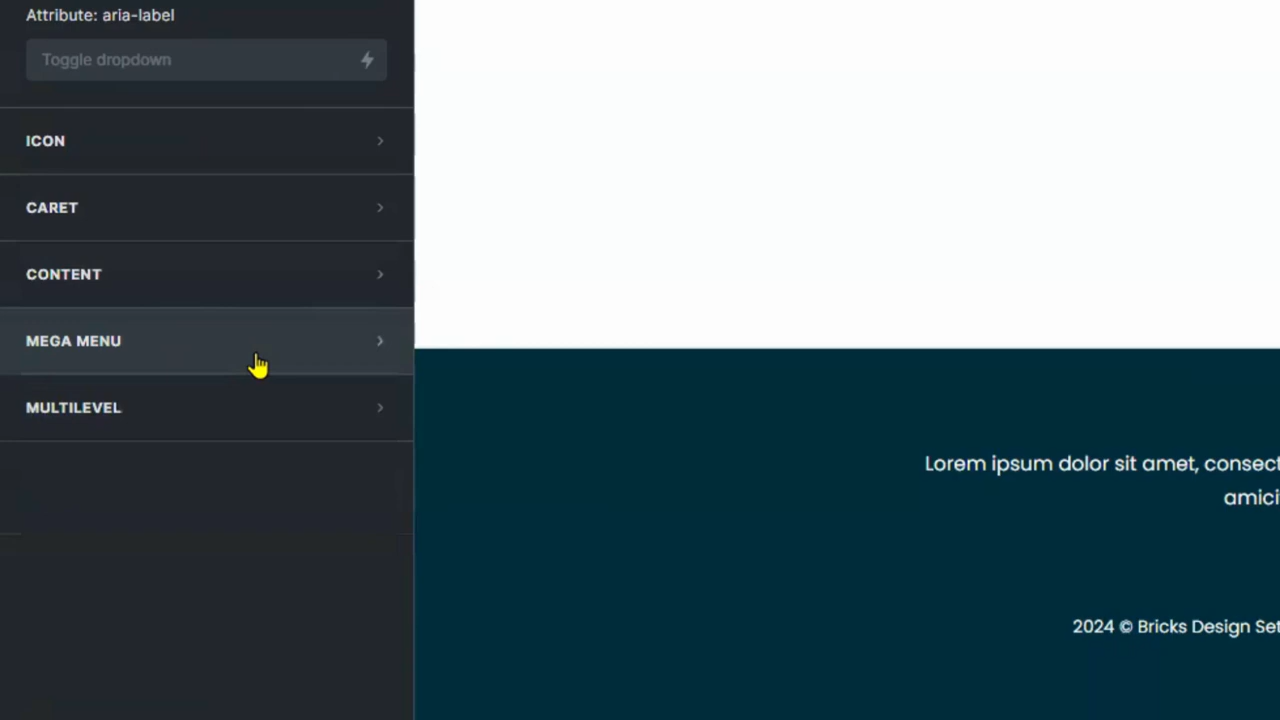 Attribute: aria-label
Toggle dropdown
ICON
CARET
CONTENT
MEGA MENU
MULTILEVEL
Lorem ipsum dolor sit amet, consect
amici
2024 © Bricks Design Set